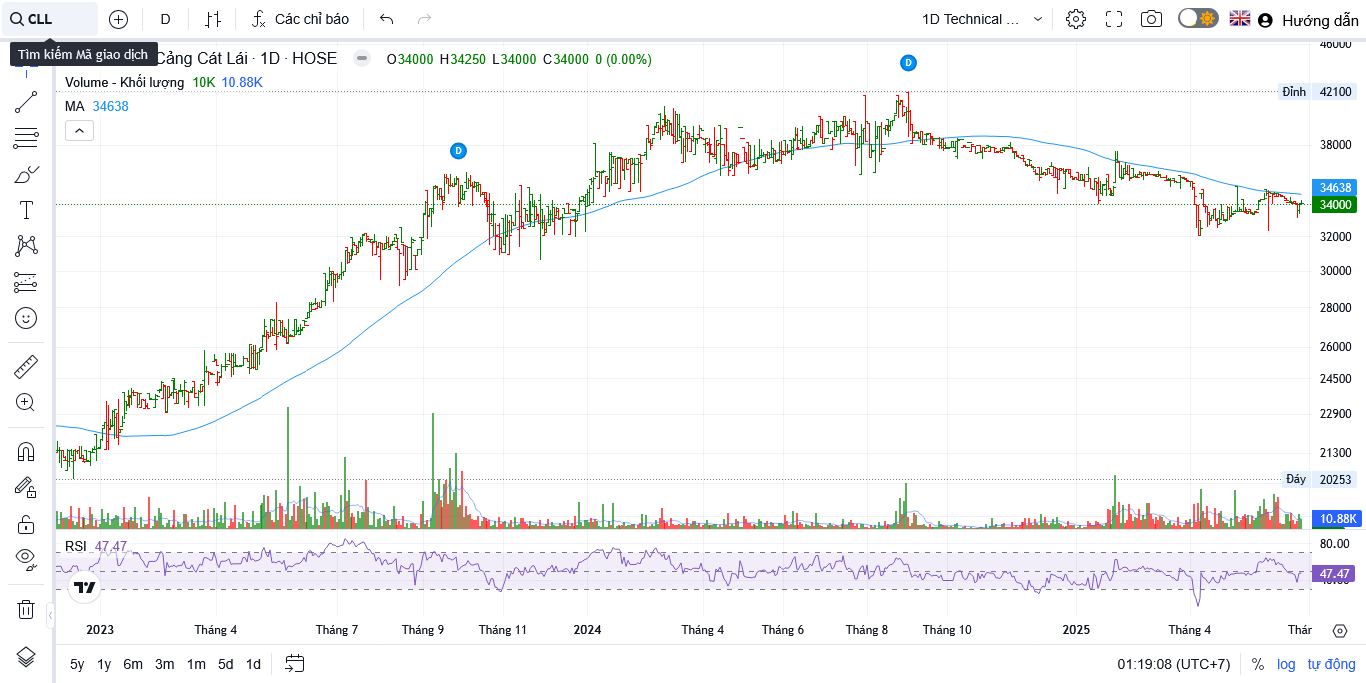 CLL
D
Các chỉ báo
1D Technical ...
Hướng dẫn
Tìm kiếm Mã giao dịch
Cảng Cát Lái · 1D · HOSE
O34000 H34250 L34000 C34000 0 (0.00%)
Volume - Khối lượng 10K 10.88K
MA 34638
D
D
46000
Đỉnh 42100
38000
34638
34000
32000
30000
28000
26000
24500
22900
21300
Đáy 20253
10.88K
RSI 47.47
80.00
47.47
2023
Tháng 4
Tháng 7
Tháng 9
Tháng 11
2024
Tháng 4
Tháng 6
Tháng 8
Tháng 10
2025
Tháng 4
Thár
5y 1y 6m 3m 1m 5d 1d
01:19:08 (UTC+7)
% log tự động